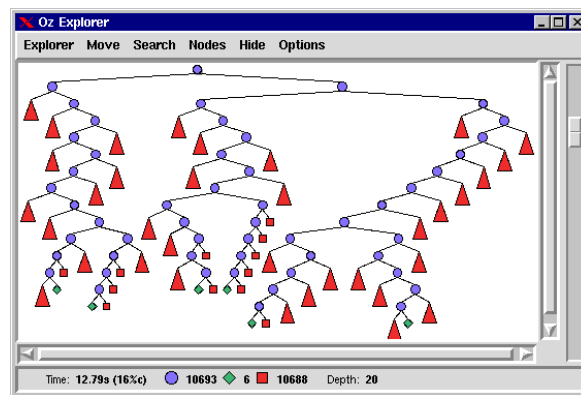 Oz Explorer
Explorer Move Search Nodes Hide Options
Time: 12.79s (16%c) 10693 6 10688 Depth: 20